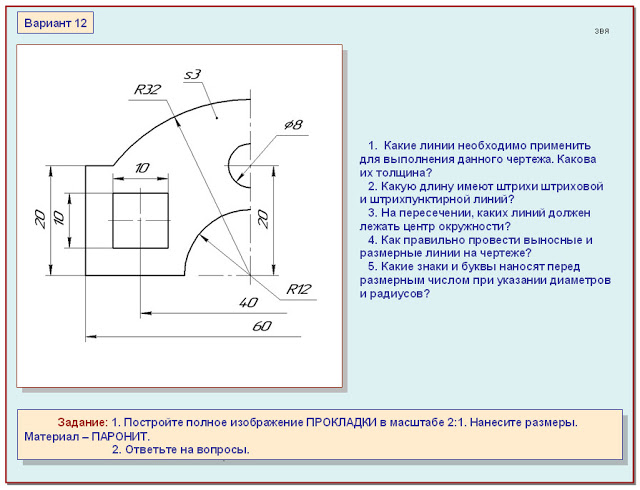 Вариант 12
звя
s3
R32
⌀8
10
20
10
20
R12
40
60
1. Какие линии необходимо применить
для выполнения данного чертежа. Какова
их толщина?
2. Какую длину имеют штрихи штриховой
и штрихпунктирной линий?
3. На пересечении, каких линий должен
лежать центр окружности?
4. Как правильно провести выносные и
размерные линии на чертеже?
5. Какие знаки и буквы наносят перед
размерным числом при указании диаметров
и радиусов?
Задание: 1. Постройте полное изображение ПРОКЛАДКИ в масштабе 2:1. Нанесите размеры.
Материал – ПАРОНИТ.
2. Ответьте на вопросы.